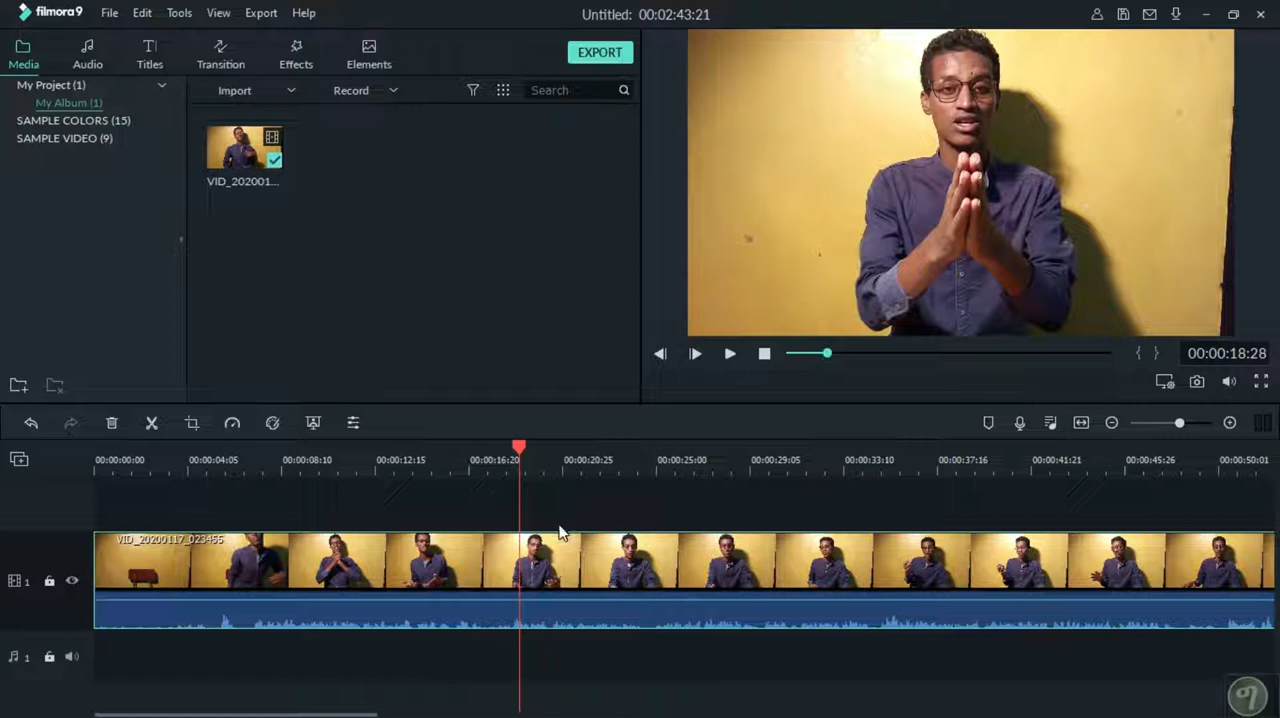 filmora9 File Edit Tools View Export Help Untitled: 00:02:43:21
Media Audio Titles Transition Effects Elements EXPORT
My Project (1) Import Record Search
My Album (1)
SAMPLE COLORS (15)
SAMPLE VIDEO (9)
VID_202001...
00:00:18:28
00:00:00:00 00:00:04:05 00:00:08:10 00:00:12:15 00:00:16:20 00:00:20:25 00:00:25:00 00:00:29:05 00:00:33:10 00:00:37:16 00:00:41:21 00:00:45:26 00:00:50:01
VID_20200117_023455
1
1